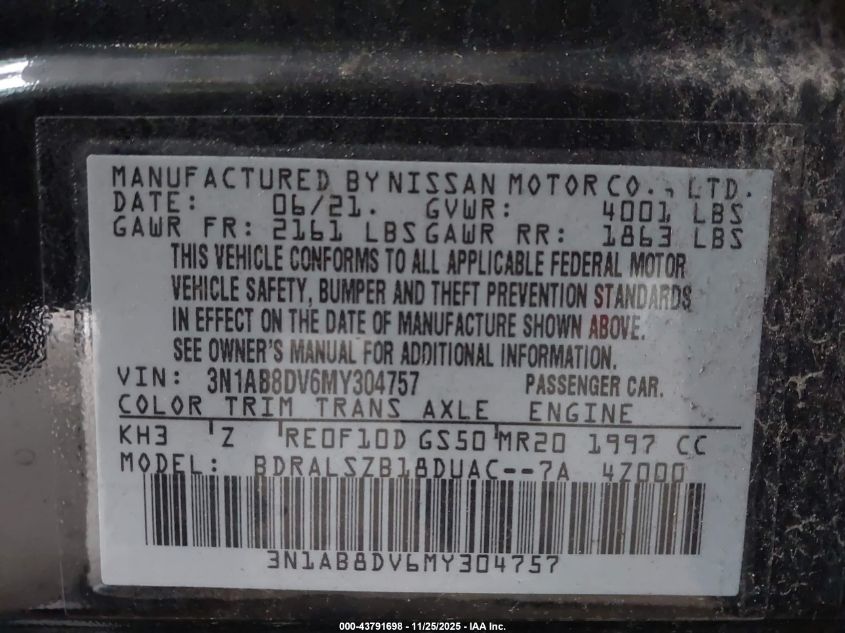 MANUFACTURED BY NISSAN MOTOR CO., LTD.
DATE: 06/21. GVWR: 4001 LBS
GAWR FR: 2161 LBS GAWR RR: 1863 LBS
THIS VEHICLE CONFORMS TO ALL APPLICABLE FEDERAL MOTOR
VEHICLE SAFETY, BUMPER AND THEFT PREVENTION STANDARDS
IN EFFECT ON THE DATE OF MANUFACTURE SHOWN ABOVE.
SEE OWNER'S MANUAL FOR ADDITIONAL INFORMATION.
VIN: 3N1AB8DV6MY304757 PASSENGER CAR.
COLOR TRIM TRANS AXLE ENGINE
KH3 Z RE0F10D GS50 MR20 1997 CC
MODEL: BDRALSZB18DUAC--7A 4Z000
3N1AB8DV6MY304757
000-43791698 - 11/25/2025 - IAA Inc.